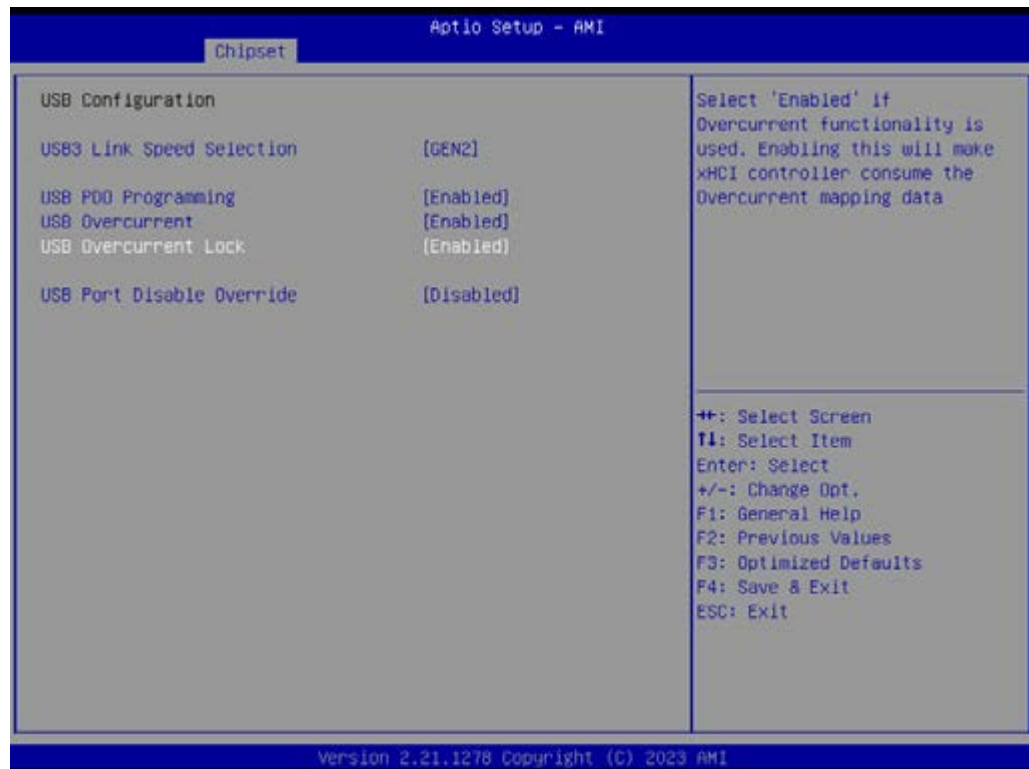 Aptio Setup - AMI
Chipset
USB Configuration
USB3 Link Speed Selection [GEN2]
USB PDO Programming [Enabled]
USB Overcurrent [Enabled]
USB Overcurrent Lock [Enabled]
USB Port Disable Override [Disabled]
Select 'Enabled' if
Overcurrent functionality is
used. Enabling this will make
xHCI controller consume the
Overcurrent mapping data
→←: Select Screen
↑↓: Select Item
Enter: Select
+/-: Change Opt.
F1: General Help
F2: Previous Values
F3: Optimized Defaults
F4: Save & Exit
ESC: Exit
Version 2.21.1278 Copyright (C) 2023 AMI